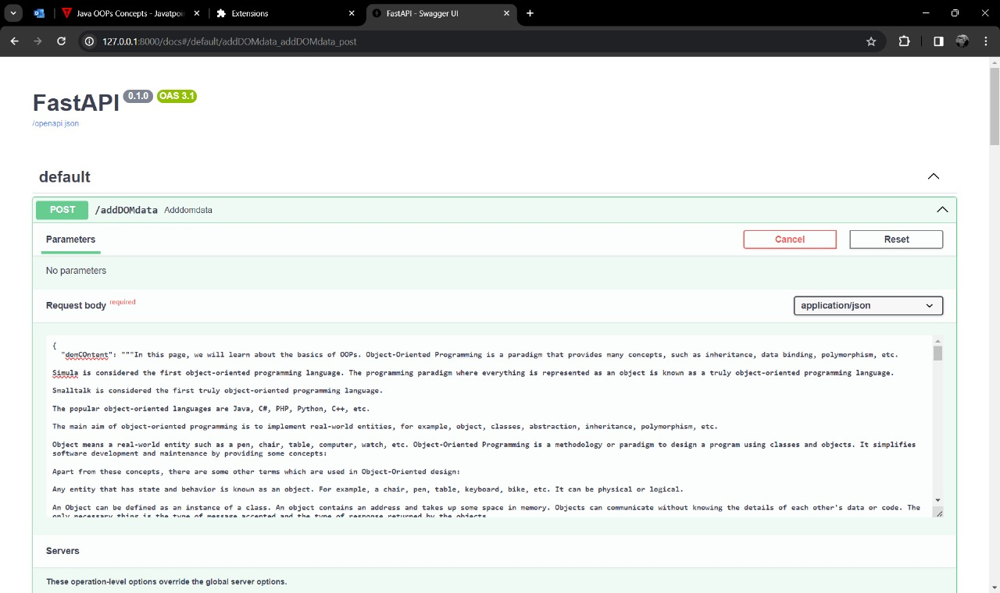 Java OOPs Concepts - Javatpoi
Extensions
FastAPI - Swagger UI
127.0.0.1:8000/docs#/default/addDOMdata_addDOMdata_post
FastAPI 0.1.0 OAS 3.1
/openapi.json
default
POST /addDOMdata Adddomdata
Parameters Cancel Reset
No parameters
Request body required application/json
{
"domCOntent": """In this page, we will learn about the basics of OOPs. Object-Oriented Programming is a paradigm that provides many concepts, such as inheritance, data binding, polymorphism, etc.
Simula is considered the first object-oriented programming language. The programming paradigm where everything is represented as an object is known as a truly object-oriented programming language.
Smalltalk is considered the first truly object-oriented programming language.
The popular object-oriented languages are Java, C#, PHP, Python, C++, etc.
The main aim of object-oriented programming is to implement real-world entities, for example, object, classes, abstraction, inheritance, polymorphism, etc.
Object means a real-world entity such as a pen, chair, table, computer, watch, etc. Object-Oriented Programming is a methodology or paradigm to design a program using classes and objects. It simplifies
software development and maintenance by providing some concepts:
Apart from these concepts, there are some other terms which are used in Object-Oriented design:
Any entity that has state and behavior is known as an object. For example, a chair, pen, table, keyboard, bike, etc. It can be physical or logical.
An Object can be defined as an instance of a class. An object contains an address and takes up some space in memory. Objects can communicate without knowing the details of each other's data or code. The
only necessary thing is the type of message accepted and the type of response returned by the objects.
Servers
These operation-level options override the global server options.